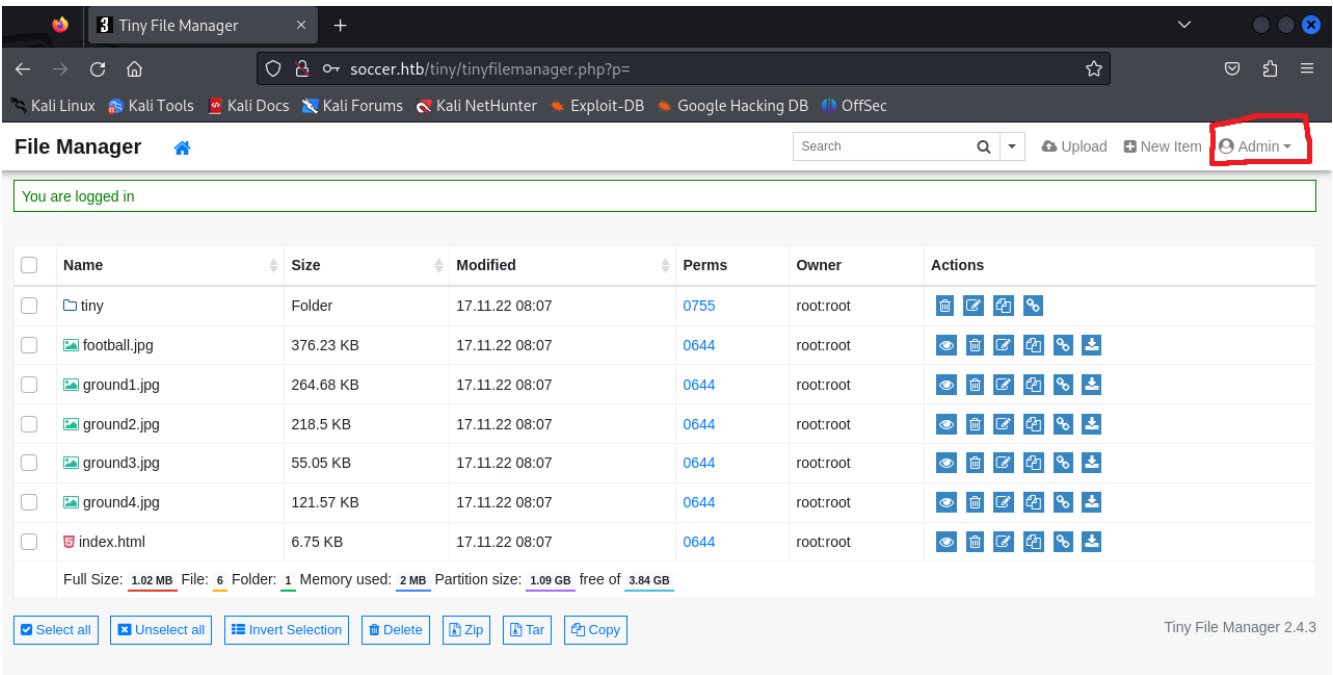 Tiny File Manager
soccer.htb/tiny/tinyfilemanager.php?p=
Kali Linux Kali Tools Kali Docs Kali Forums Kali NetHunter Exploit-DB Google Hacking DB OffSec
File Manager Search Upload New Item Admin
You are logged in
Name Size Modified Perms Owner Actions
tiny Folder 17.11.22 08:07 0755 root:root
football.jpg 376.23 KB 17.11.22 08:07 0644 root:root
ground1.jpg 264.68 KB 17.11.22 08:07 0644 root:root
ground2.jpg 218.5 KB 17.11.22 08:07 0644 root:root
ground3.jpg 55.05 KB 17.11.22 08:07 0644 root:root
ground4.jpg 121.57 KB 17.11.22 08:07 0644 root:root
index.html 6.75 KB 17.11.22 08:07 0644 root:root
Full Size: 1.02 MB File: 6 Folder: 1 Memory used: 2 MB Partition size: 1.09 GB free of 3.84 GB
Select all Unselect all Invert Selection Delete Zip Tar Copy Tiny File Manager 2.4.3